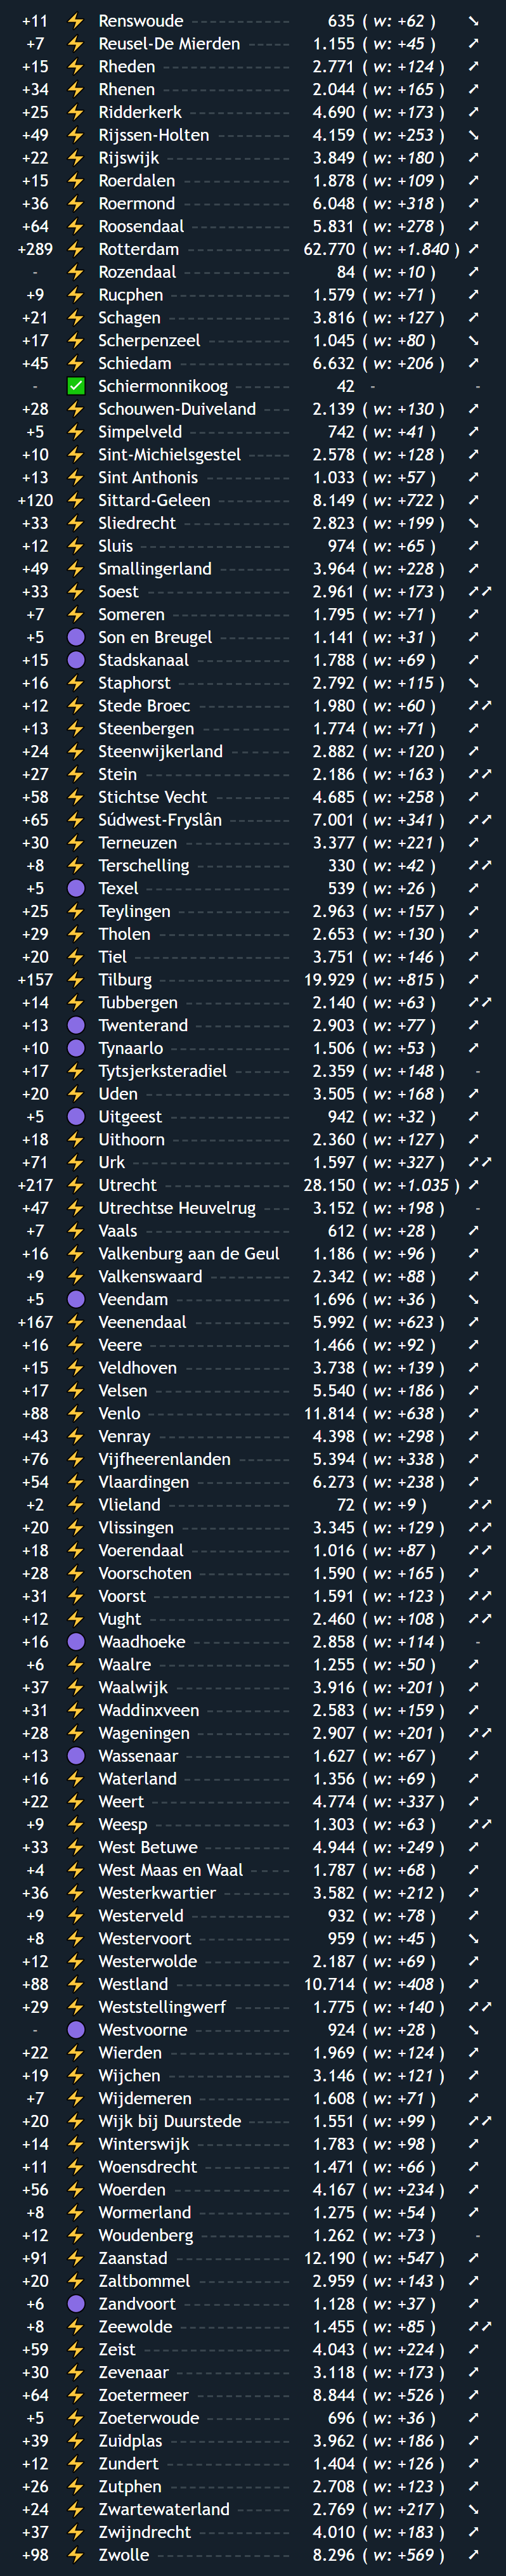 +11 ⚡ Renswoude ------------ 635 ( w: +62 ) ➘
+7 ⚡ Reusel-De Mierden ----- 1.155 ( w: +45 ) ➚
+15 ⚡ Rheden 2.771 ( w: +124 ) ➚
+34 ⚡ Rhenen 2.044 ( w: +165 ) ➚
+25 ⚡ Ridderkerk 4.690 ( w: +173 ) ➚
+49 ⚡ Rijssen-Holten 4.159 ( w: +253 ) ➘
+22 ⚡ Rijswijk 3.849 ( w: +180 ) ➚
+15 ⚡ Roerdalen 1.878 ( w: +109 ) ➚
+36 ⚡ Roermond 6.048 ( w: +318 ) ➚
+64 ⚡ Roosendaal 5.831 ( w: +278 ) ➚
+289 ⚡ Rotterdam 62.770 ( w: +1.840 ) ➚
- ⚡ Rozendaal 84 ( w: +10 ) ➚
+9 ⚡ Rucphen 1.579 ( w: +71 ) ➚
+21 ⚡ Schagen 3.816 ( w: +127 ) ➚
+17 ⚡ Scherpenzeel 1.045 ( w: +80 ) ➘
+45 ⚡ Schiedam 6.632 ( w: +206 ) ➚
- ✅ Schiermonnikoog 42 - -
+28 ⚡ Schouwen-Duiveland 2.139 ( w: +130 ) ➚
+5 ⚡ Simpelveld 742 ( w: +41 ) ➚
+10 ⚡ Sint-Michielsgestel 2.578 ( w: +128 ) ➚
+13 ⚡ Sint Anthonis 1.033 ( w: +57 ) ➚
+120 ⚡ Sittard-Geleen 8.149 ( w: +722 ) ➚
+33 ⚡ Sliedrecht 2.823 ( w: +199 ) ➘
+12 ⚡ Sluis 974 ( w: +65 ) ➚
+49 ⚡ Smallingerland 3.964 ( w: +228 ) ➚
+33 ⚡ Soest 2.961 ( w: +173 ) ➚➚
+7 ⚡ Someren 1.795 ( w: +71 ) ➚
+5 🟣 Son en Breugel 1.141 ( w: +31 ) ➚
+15 🟣 Stadskanaal 1.788 ( w: +69 ) ➚
+16 ⚡ Staphorst 2.792 ( w: +115 ) ➘
+12 ⚡ Stede Broec 1.980 ( w: +60 ) ➚➚
+13 ⚡ Steenbergen 1.774 ( w: +71 ) ➚
+24 ⚡ Steenwijkerland 2.882 ( w: +120 ) ➚
+27 ⚡ Stein 2.186 ( w: +163 ) ➚➚
+58 ⚡ Stichtse Vecht 4.685 ( w: +258 ) ➚
+65 ⚡ Súdwest-Fryslân 7.001 ( w: +341 ) ➚➚
+30 ⚡ Terneuzen 3.377 ( w: +221 ) ➚
+8 ⚡ Terschelling 330 ( w: +42 ) ➚➚
+5 🟣 Texel 539 ( w: +26 ) ➚
+25 ⚡ Teylingen 2.963 ( w: +157 ) ➚
+29 ⚡ Tholen 2.653 ( w: +130 ) ➚
+20 ⚡ Tiel 3.751 ( w: +146 ) ➚
+157 ⚡ Tilburg 19.929 ( w: +815 ) ➚
+14 ⚡ Tubbergen 2.140 ( w: +63 ) ➚➚
+13 🟣 Twenterand 2.903 ( w: +77 ) ➚
+10 🟣 Tynaarlo 1.506 ( w: +53 ) ➚
+17 ⚡ Tytsjerksteradiel 2.359 ( w: +148 ) -
+20 ⚡ Uden 3.505 ( w: +168 ) ➚
+5 🟣 Uitgeest 942 ( w: +32 ) ➚
+18 ⚡ Uithoorn 2.360 ( w: +127 ) ➚
+71 ⚡ Urk 1.597 ( w: +327 ) ➚➚
+217 ⚡ Utrecht 28.150 ( w: +1.035 ) ➚
+47 ⚡ Utrechtse Heuvelrug 3.152 ( w: +198 ) -
+7 ⚡ Vaals 612 ( w: +28 ) ➚
+16 ⚡ Valkenburg aan de Geul 1.186 ( w: +96 ) ➚
+9 ⚡ Valkenswaard 2.342 ( w: +88 ) ➚
+5 🟣 Veendam 1.696 ( w: +36 ) ➘
+167 ⚡ Veenendaal 5.992 ( w: +623 ) ➚
+16 ⚡ Veere 1.466 ( w: +92 ) ➚
+15 ⚡ Veldhoven 3.738 ( w: +139 ) ➚
+17 ⚡ Velsen 5.540 ( w: +186 ) ➚
+88 ⚡ Venlo 11.814 ( w: +638 ) ➚
+43 ⚡ Venray 4.398 ( w: +298 ) ➚
+76 ⚡ Vijfheerenlanden 5.394 ( w: +338 ) ➚
+54 ⚡ Vlaardingen 6.273 ( w: +238 ) ➚
+2 ⚡ Vlieland 72 ( w: +9 ) ➚➚
+20 ⚡ Vlissingen 3.345 ( w: +129 ) ➚➚
+18 ⚡ Voerendaal 1.016 ( w: +87 ) ➚➚
+28 ⚡ Voorschoten 1.590 ( w: +165 ) ➚
+31 ⚡ Voorst 1.591 ( w: +123 ) ➚➚
+12 ⚡ Vught 2.460 ( w: +108 ) ➚➚
+16 🟣 Waadhoeke 2.858 ( w: +114 ) -
+6 ⚡ Waalre 1.255 ( w: +50 ) ➚
+37 ⚡ Waalwijk 3.916 ( w: +201 ) ➚
+31 ⚡ Waddinxveen 2.583 ( w: +159 ) ➚
+28 ⚡ Wageningen 2.907 ( w: +201 ) ➚➚
+13 🟣 Wassenaar 1.627 ( w: +67 ) ➚
+16 ⚡ Waterland 1.356 ( w: +69 ) ➚
+22 ⚡ Weert 4.774 ( w: +337 ) ➚
+9 ⚡ Weesp 1.303 ( w: +63 ) ➚➚
+33 ⚡ West Betuwe 4.944 ( w: +249 ) ➚
+4 ⚡ West Maas en Waal 1.787 ( w: +68 ) ➚
+36 ⚡ Westerkwartier 3.582 ( w: +212 ) ➚
+9 ⚡ Westerveld 932 ( w: +78 ) ➚
+8 ⚡ Westervoort 959 ( w: +45 ) ➘
+12 ⚡ Westerwolde 2.187 ( w: +69 ) ➚
+88 ⚡ Westland 10.714 ( w: +408 ) ➚
+29 ⚡ Weststellingwerf 1.775 ( w: +140 ) ➚➚
- 🟣 Westvoorne 924 ( w: +28 ) ➘
+22 ⚡ Wierden 1.969 ( w: +124 ) ➚
+19 ⚡ Wijchen 3.146 ( w: +121 ) ➚
+7 ⚡ Wijdemeren 1.608 ( w: +71 ) ➚
+20 ⚡ Wijk bij Duurstede 1.551 ( w: +99 ) ➚➚
+14 ⚡ Winterswijk 1.783 ( w: +98 ) ➚
+11 ⚡ Woensdrecht 1.471 ( w: +66 ) ➚
+56 ⚡ Woerden 4.167 ( w: +234 ) ➚
+8 ⚡ Wormerland 1.275 ( w: +54 ) ➚
+12 ⚡ Woudenberg 1.262 ( w: +73 ) -
+91 ⚡ Zaanstad 12.190 ( w: +547 ) ➚
+20 ⚡ Zaltbommel 2.959 ( w: +143 ) ➚
+6 🟣 Zandvoort 1.128 ( w: +37 ) ➚
+8 ⚡ Zeewolde 1.455 ( w: +85 ) ➚➚
+59 ⚡ Zeist 4.043 ( w: +224 ) ➚
+30 ⚡ Zevenaar 3.118 ( w: +173 ) ➚
+64 ⚡ Zoetermeer 8.844 ( w: +526 ) ➚
+5 ⚡ Zoeterwoude 696 ( w: +36 ) ➚
+39 ⚡ Zuidplas 3.962 ( w: +186 ) ➚
+12 ⚡ Zundert 1.404 ( w: +126 ) ➚
+26 ⚡ Zutphen 2.708 ( w: +123 ) ➚
+24 ⚡ Zwartewaterland 2.769 ( w: +217 ) ➘
+37 ⚡ Zwijndrecht 4.010 ( w: +183 ) ➚
+98 ⚡ Zwolle 8.296 ( w: +569 ) ➚